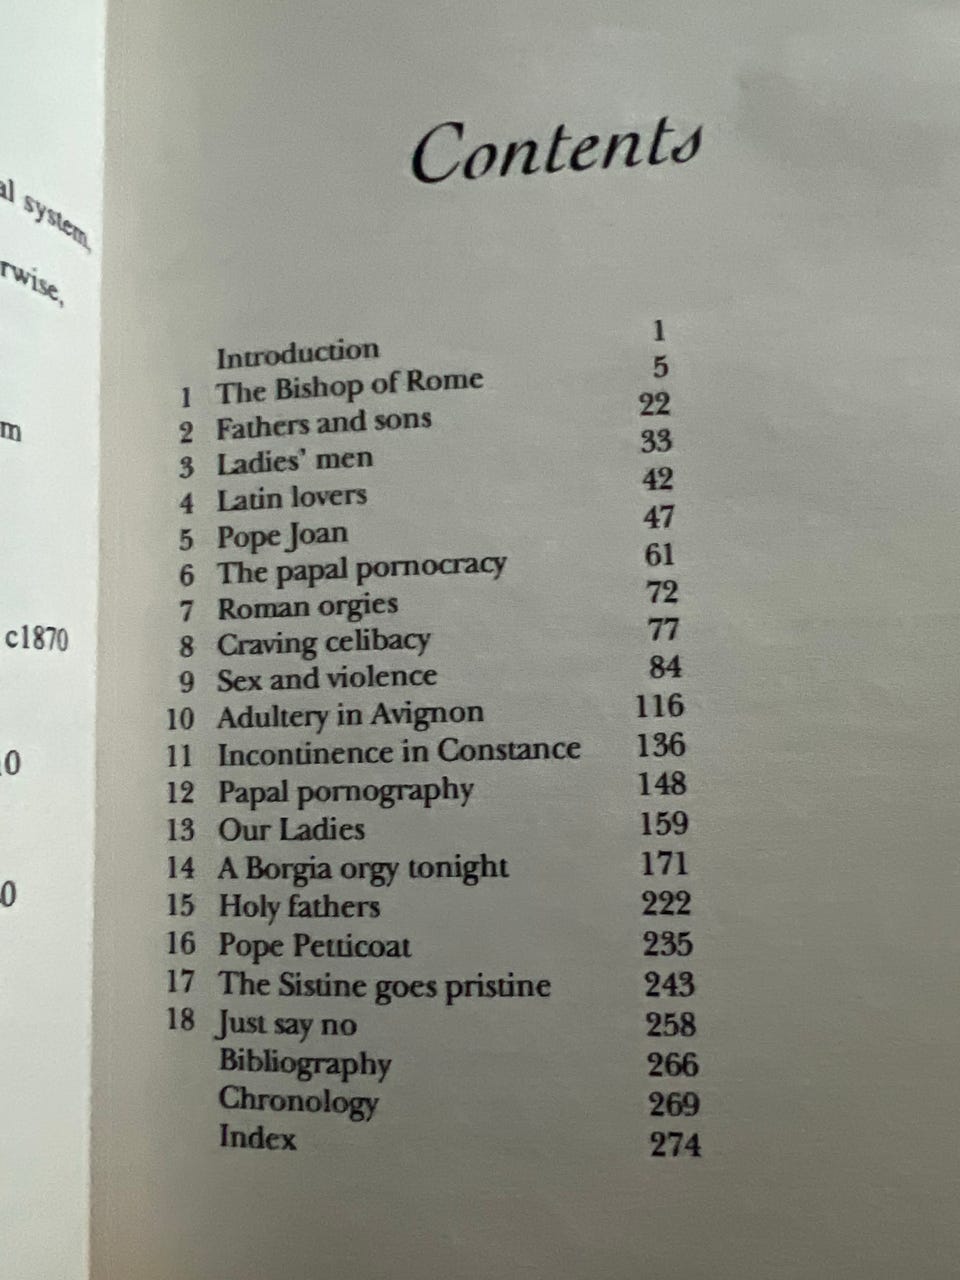 al system,
rwise,
m
c1870
0
0
Contents
Introduction 1
1 The Bishop of Rome 5
2 Fathers and sons 22
3 Ladies' men 33
4 Latin lovers 42
5 Pope Joan 47
6 The papal pornocracy 61
7 Roman orgies 72
8 Craving celibacy 77
9 Sex and violence 84
10 Adultery in Avignon 116
11 Incontinence in Constance 136
12 Papal pornography 148
13 Our Ladies 159
14 A Borgia orgy tonight 171
15 Holy fathers 222
16 Pope Petticoat 235
17 The Sistine goes pristine 243
18 Just say no 258
Bibliography 266
Chronology 269
Index 274